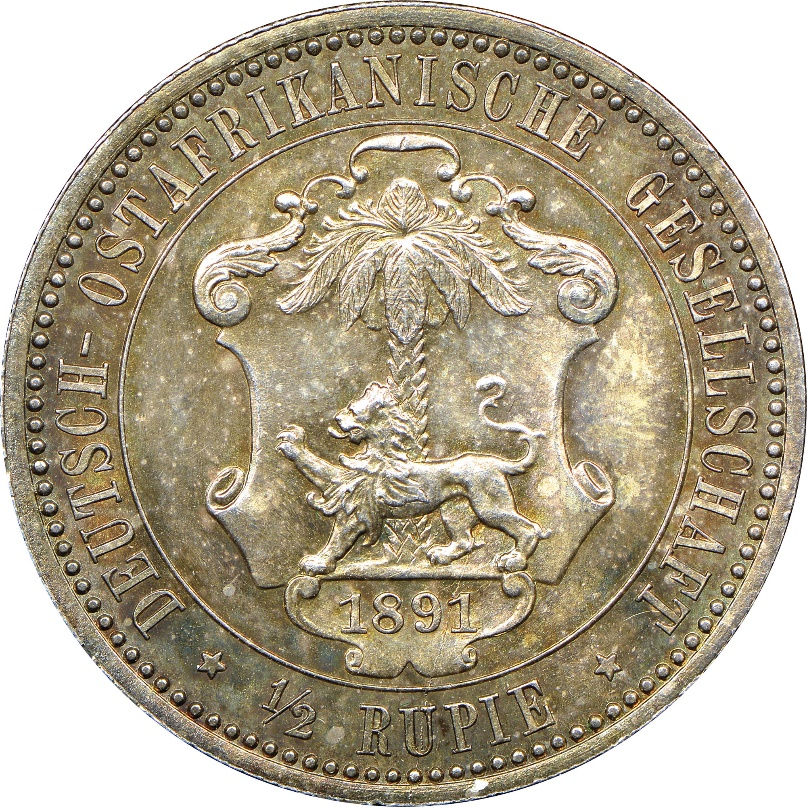 DEUTSCH-OSTAFRIKANISCHE GESELLSCHAFT
1891
½ RUPIE